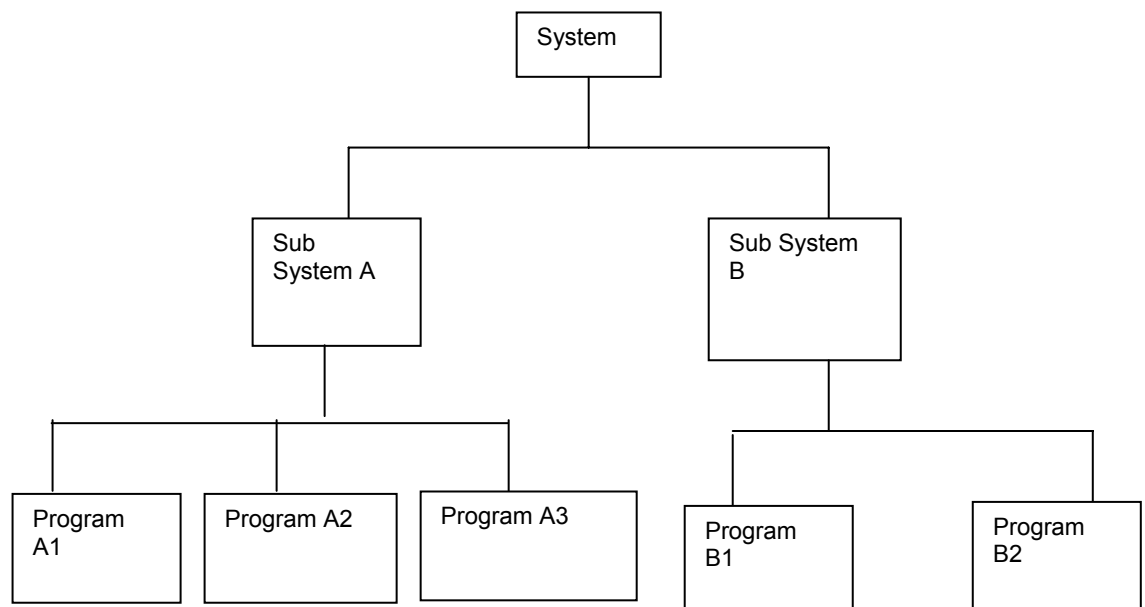 System
Sub
System A
Sub System
B
Program
A1
Program A2
Program A3
Program
B1
Program
B2